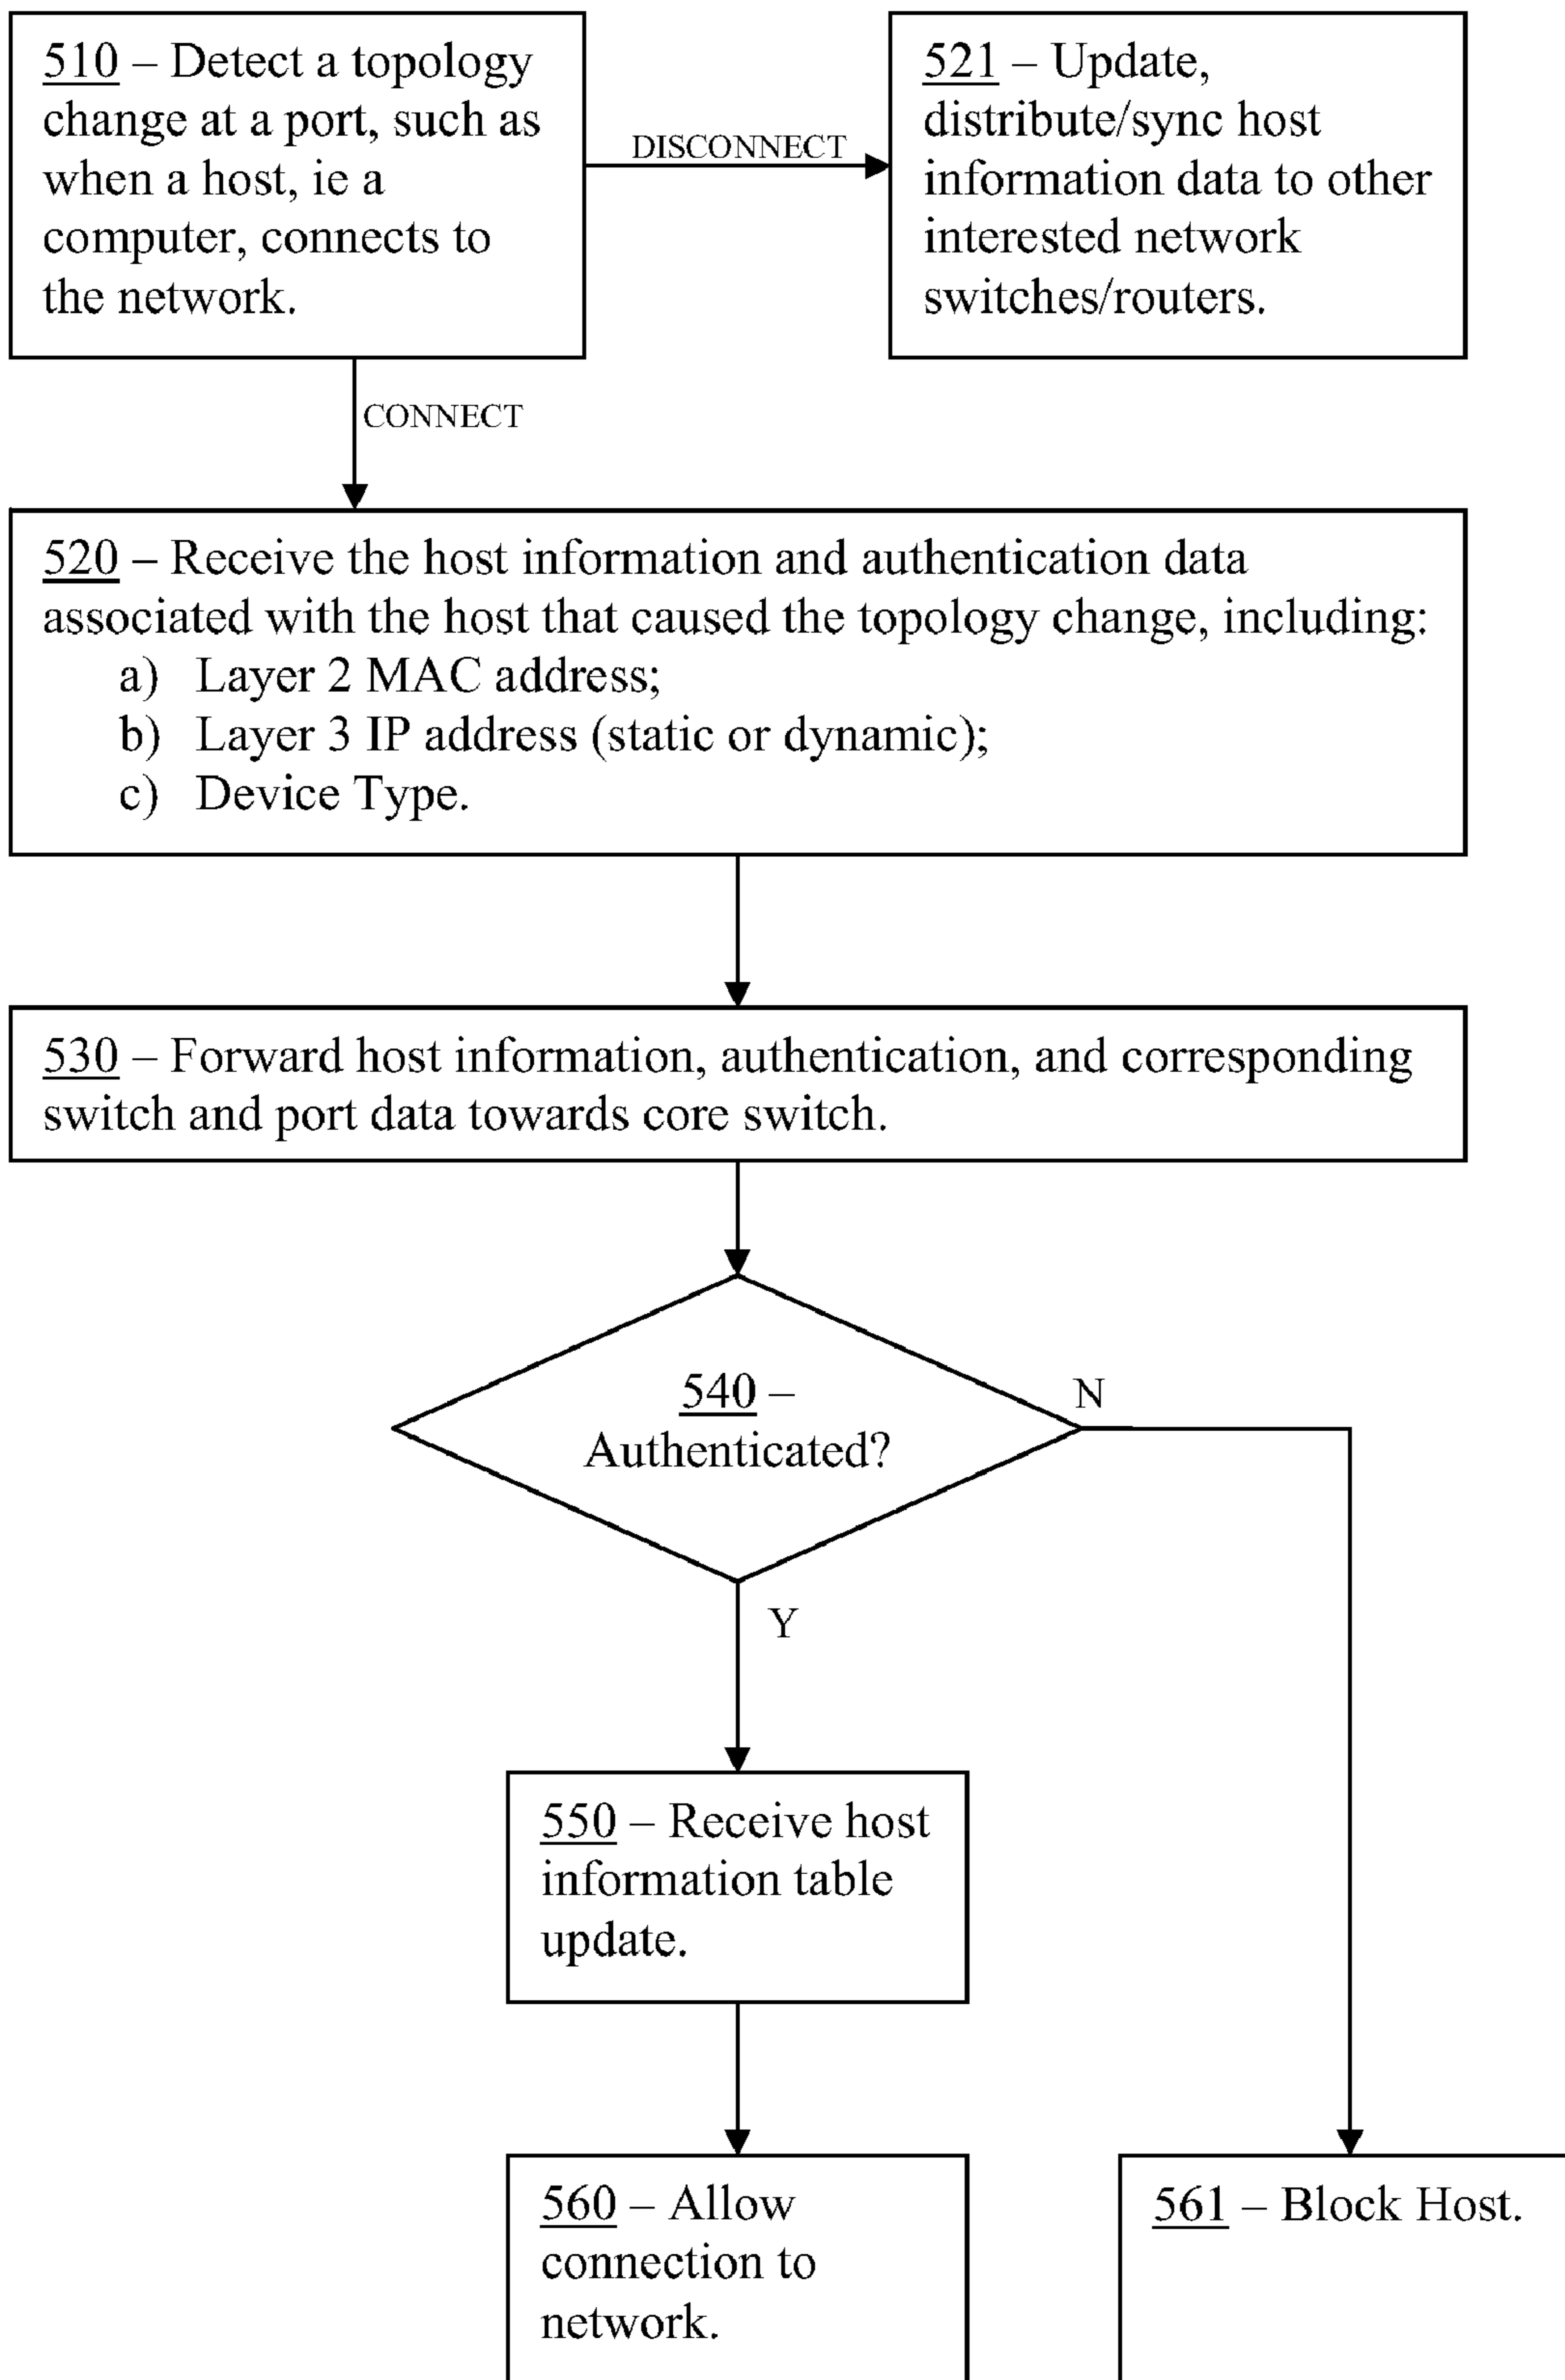 510 – Detect a topology
change at a port, such as
when a host, ie a
computer, connects to
the network.
DISCONNECT
521 – Update,
distribute/sync host
information data to other
interested network
switches/routers.
CONNECT
520 – Receive the host information and authentication data
associated with the host that caused the topology change, including:
a) Layer 2 MAC address;
b) Layer 3 IP address (static or dynamic);
c) Device Type.
530 – Forward host information, authentication, and corresponding
switch and port data towards core switch.
540 –
Authenticated?
N
Y
550 – Receive host
information table
update.
560 – Allow
connection to
network.
561 – Block Host.